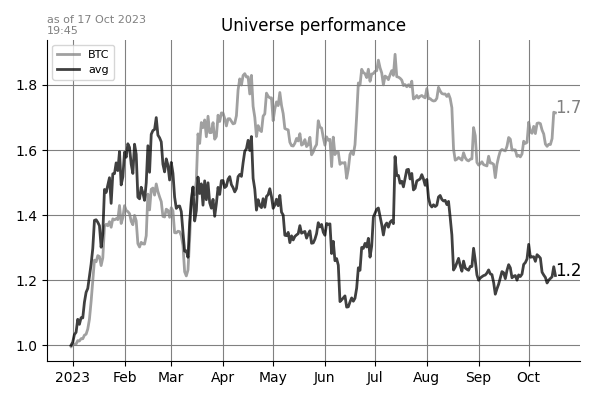 as of 17 Oct 2023
19:45
Universe performance
BTC
avg
1.8
1.6
1.4
1.2
1.0
1.7
1.2
2023 Feb Mar Apr May Jun Jul Aug Sep Oct